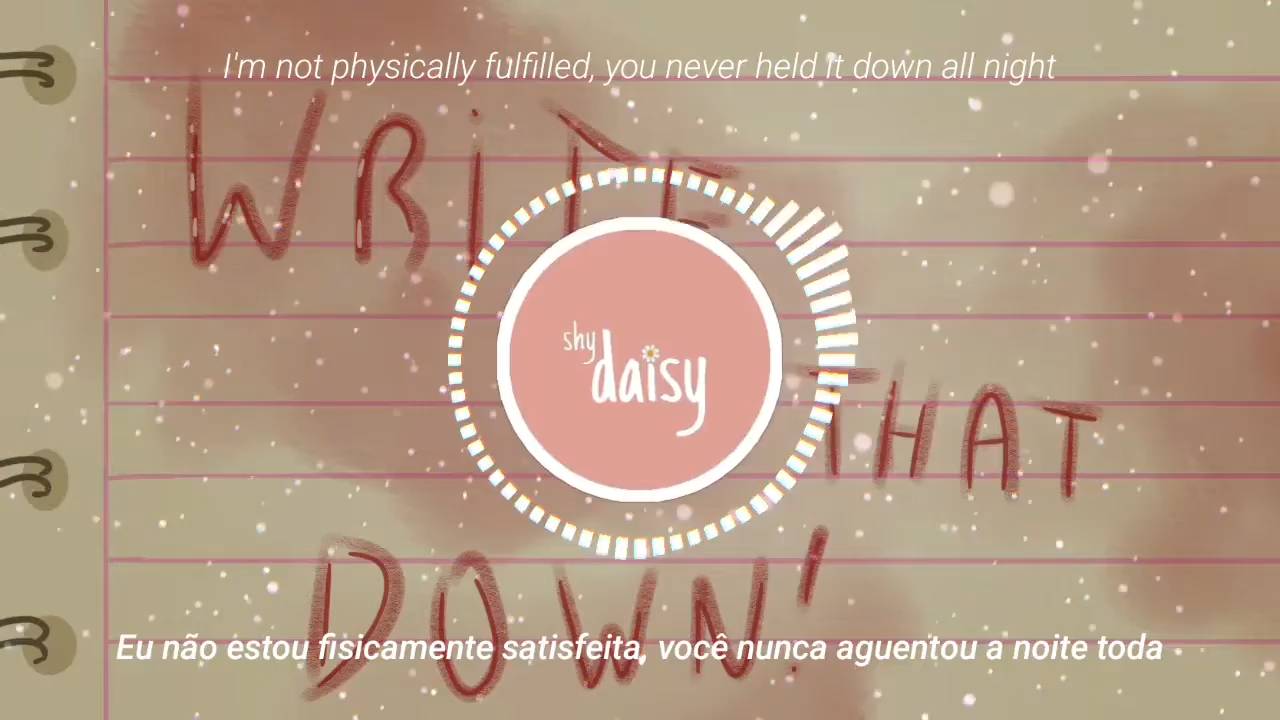 I'm not physically fulfilled, you never held it down all night
WRITE
shy
daisy
THAT
DOWN!
Eu não estou fisicamente satisfeita, você nunca aguentou a noite toda